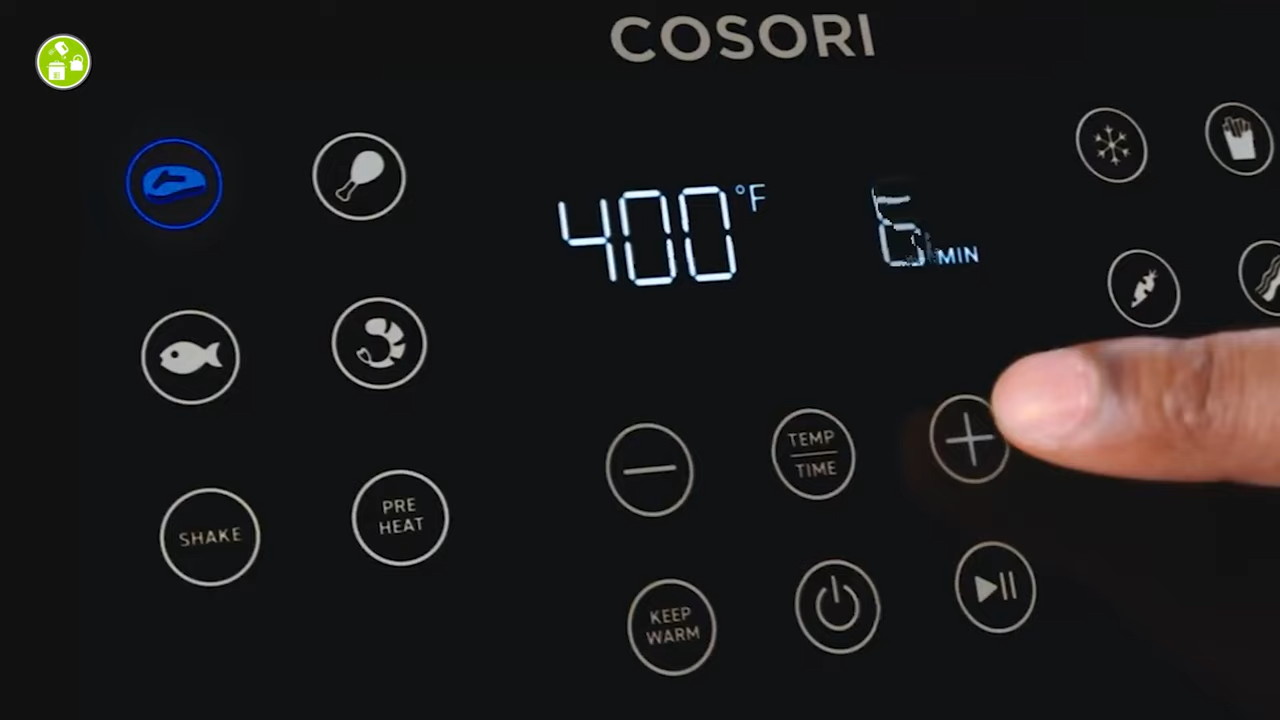 COSORI
400°F
6 MIN
TEMP
TIME
SHAKE
PRE
HEAT
KEEP
WARM